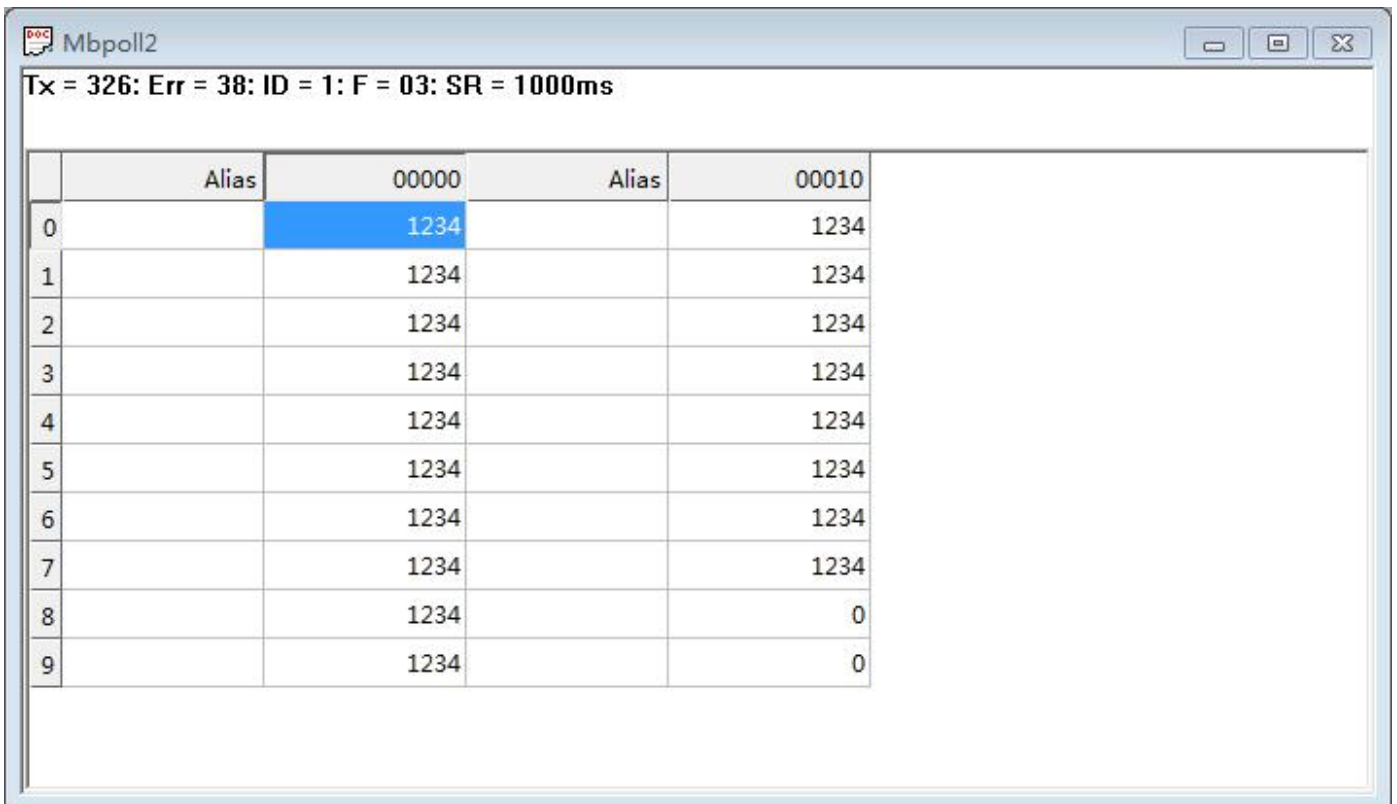 Mbpoll2
Tx = 326: Err = 38: ID = 1: F = 03: SR = 1000ms
Alias 00000 Alias 00010
0 1234 1234
1 1234 1234
2 1234 1234
3 1234 1234
4 1234 1234
5 1234 1234
6 1234 1234
7 1234 1234
8 1234 0
9 1234 0